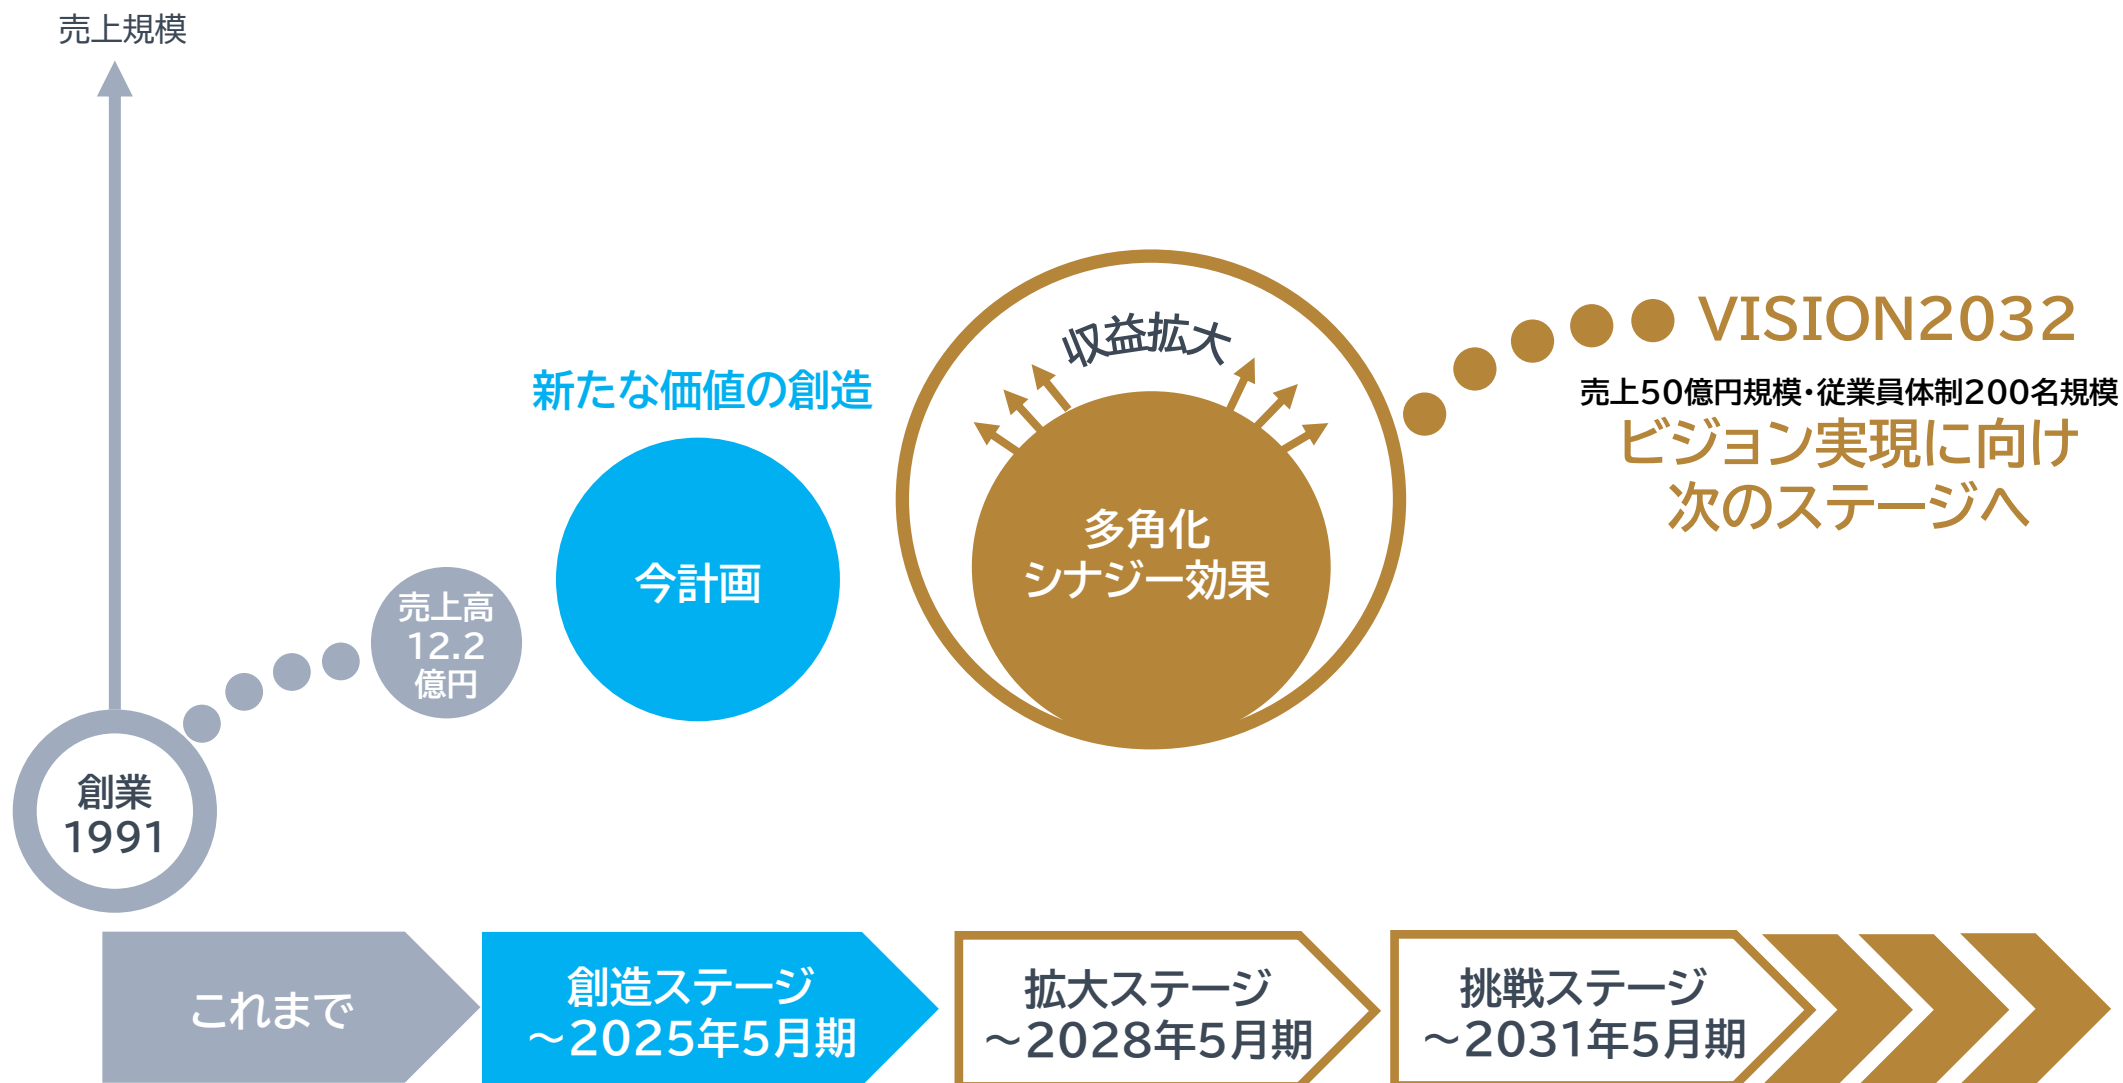 売上規模
創業
1991
売上高
12.2
億円
新たな価値の創造
今計画
収益拡大
多角化
シナジー効果
VISION2032
売上50億円規模・従業員体制200名規模
ビジョン実現に向け
次のステージへ
これまで
創造ステージ
～2025年5月期
拡大ステージ
～2028年5月期
挑戦ステージ
～2031年5月期